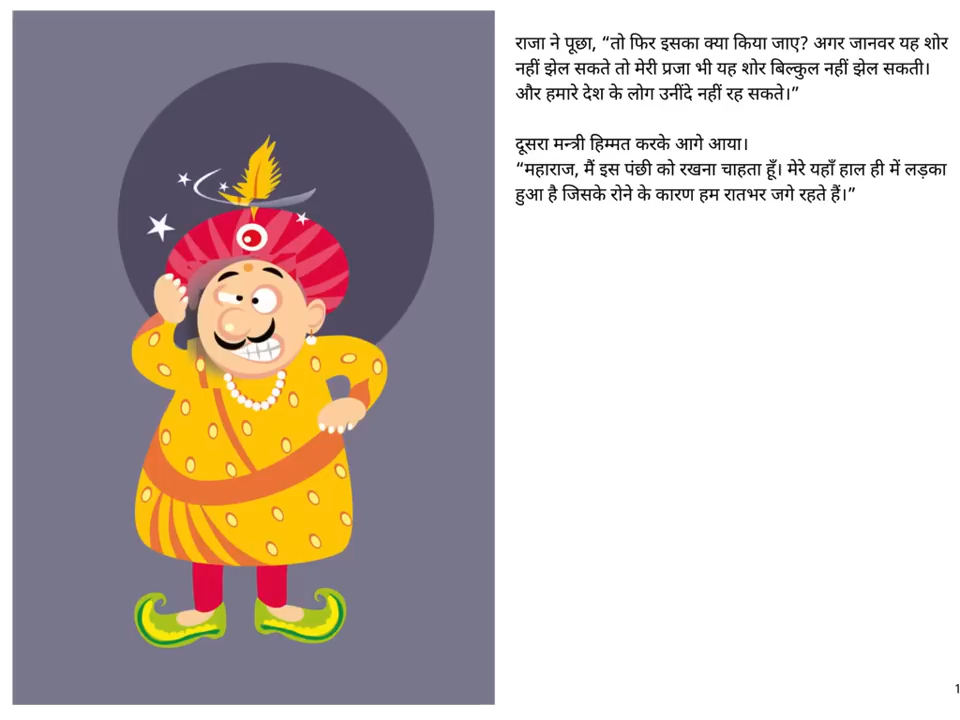 राजा ने पूछा, “तो फिर इसका क्या किया जाए? अगर जानवर यह शोर
नहीं झेल सकते तो मेरी प्रजा भी यह शोर बिल्कुल नहीं झेल सकती।
और हमारे देश के लोग उनींदे नहीं रह सकते।”
दूसरा मन्त्री हिम्मत करके आगे आया।
“महाराज, मैं इस पंछी को रखना चाहता हूँ। मेरे यहाँ हाल ही में लड़का
हुआ है जिसके रोने के कारण हम रातभर जगे रहते हैं।”
1